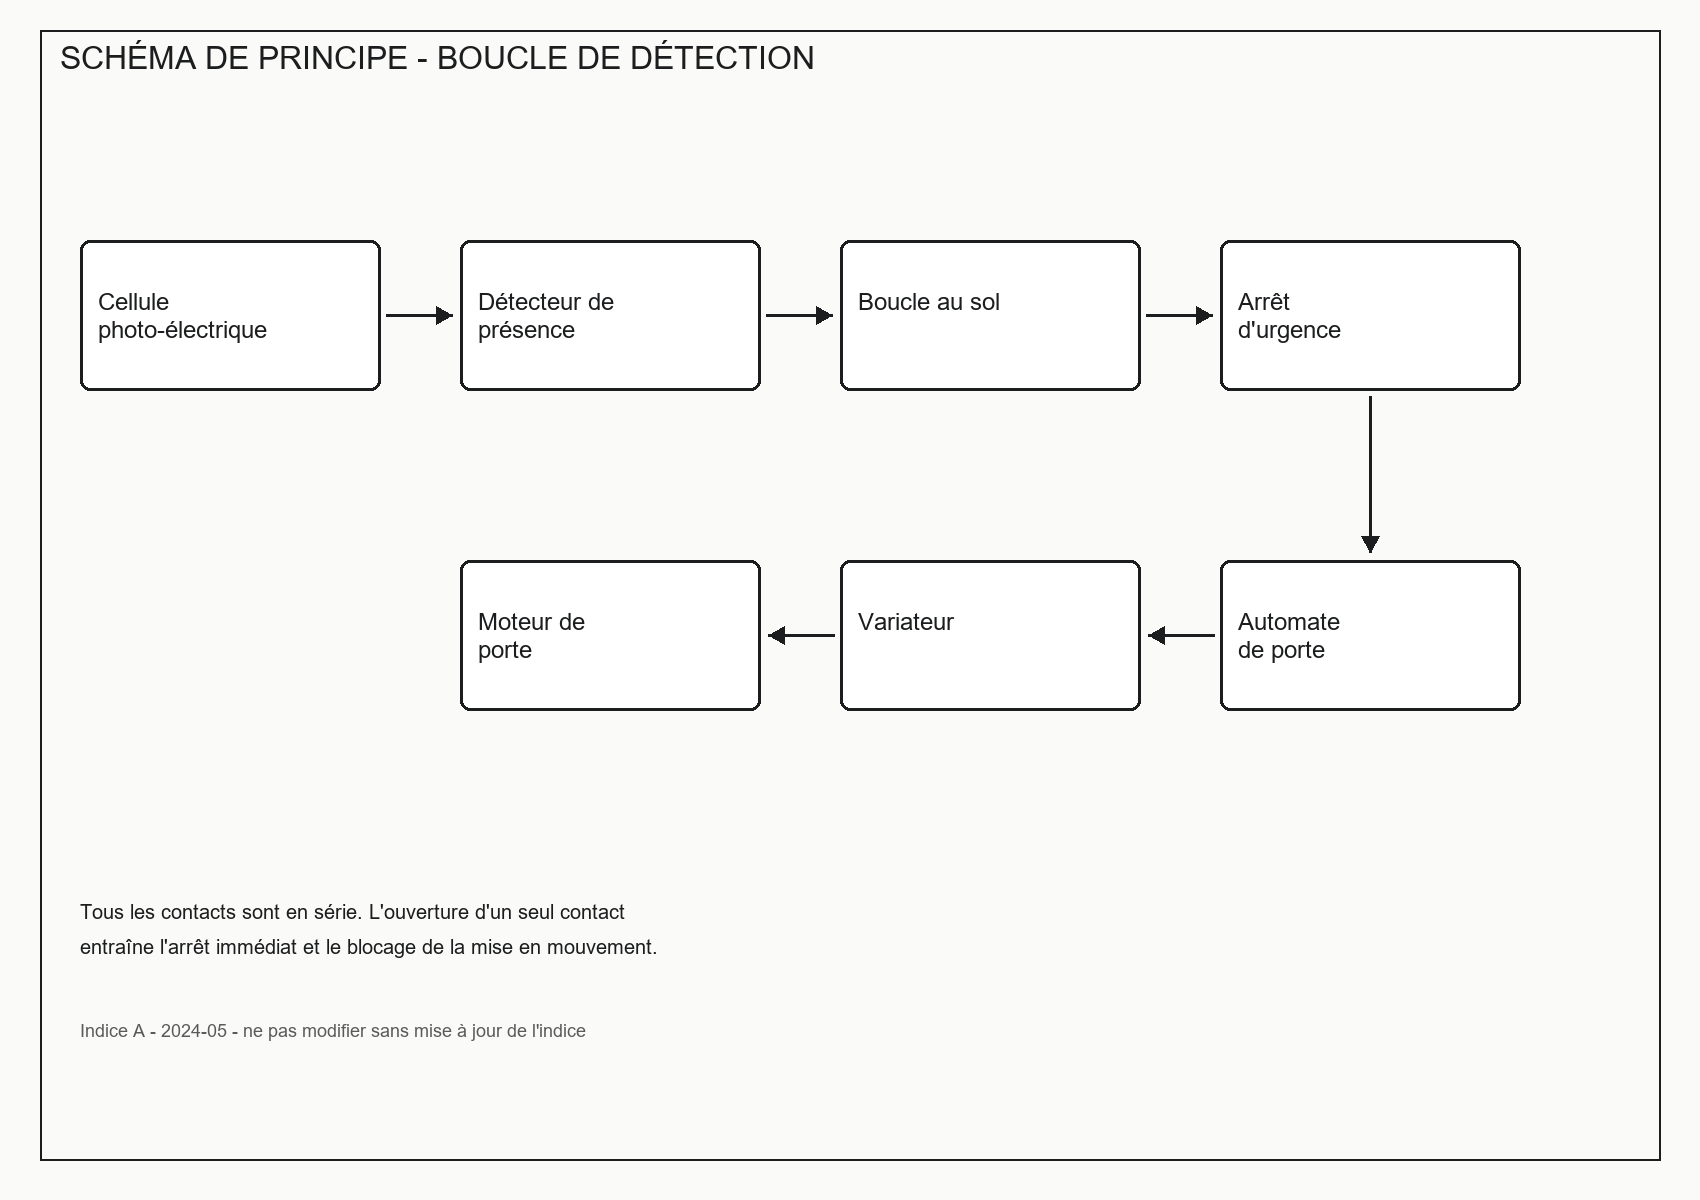 SCHÉMA DE PRINCIPE - BOUCLE DE DÉTECTION
Cellule
photo-électrique
Détecteur de
présence
Boucle au sol
Arrêt
d'urgence
Moteur de
porte
Variateur
Automate
de porte
Tous les contacts sont en série. L'ouverture d'un seul contact
entraîne l'arrêt immédiat et le blocage de la mise en mouvement.
Indice A - 2024-05 - ne pas modifier sans mise à jour de l'indice